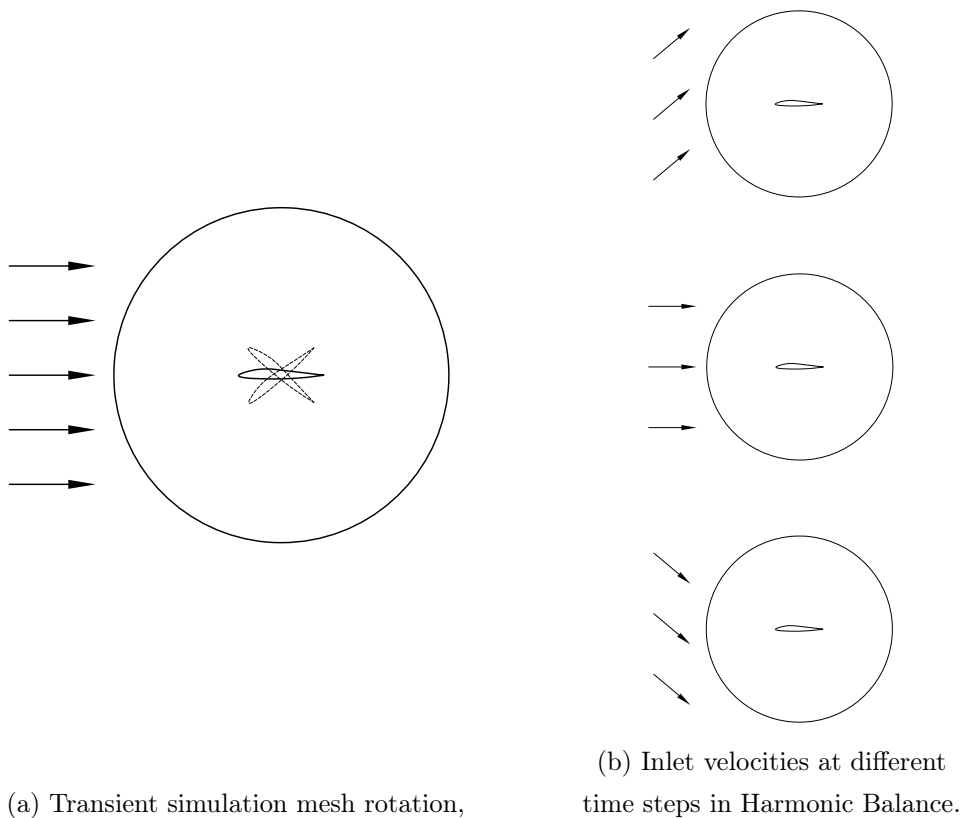 (a) Transient simulation mesh rotation,
(b) Inlet velocities at different
time steps in Harmonic Balance.